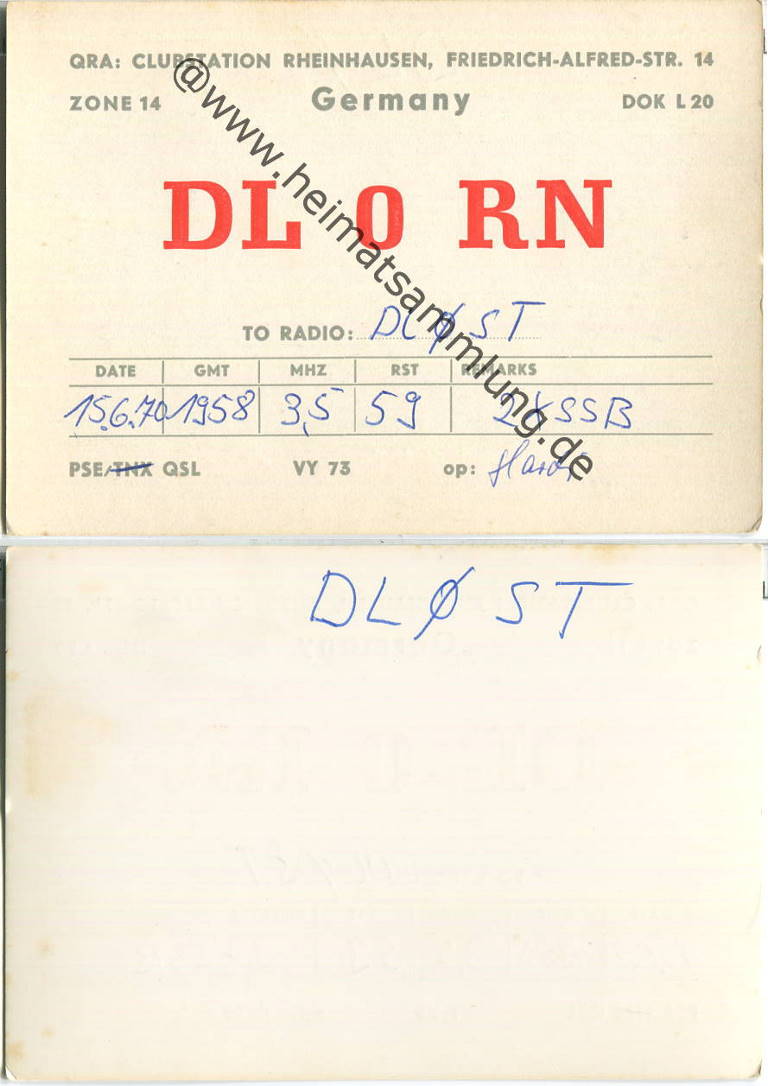 QRA: CLUBSTATION RHEINHAUSEN, FRIEDRICH-ALFRED-STR. 14
ZONE 14 Germany DOK L 20
@www.heimatsammlung.de
DL 0 RN
TO RADIO: DLØST
DATE GMT MHZ RST REMARKS
15.6.70 1958 3,5 59 2xSSB
PSE/TNX QSL VY 73 op: Hardi
DLØST